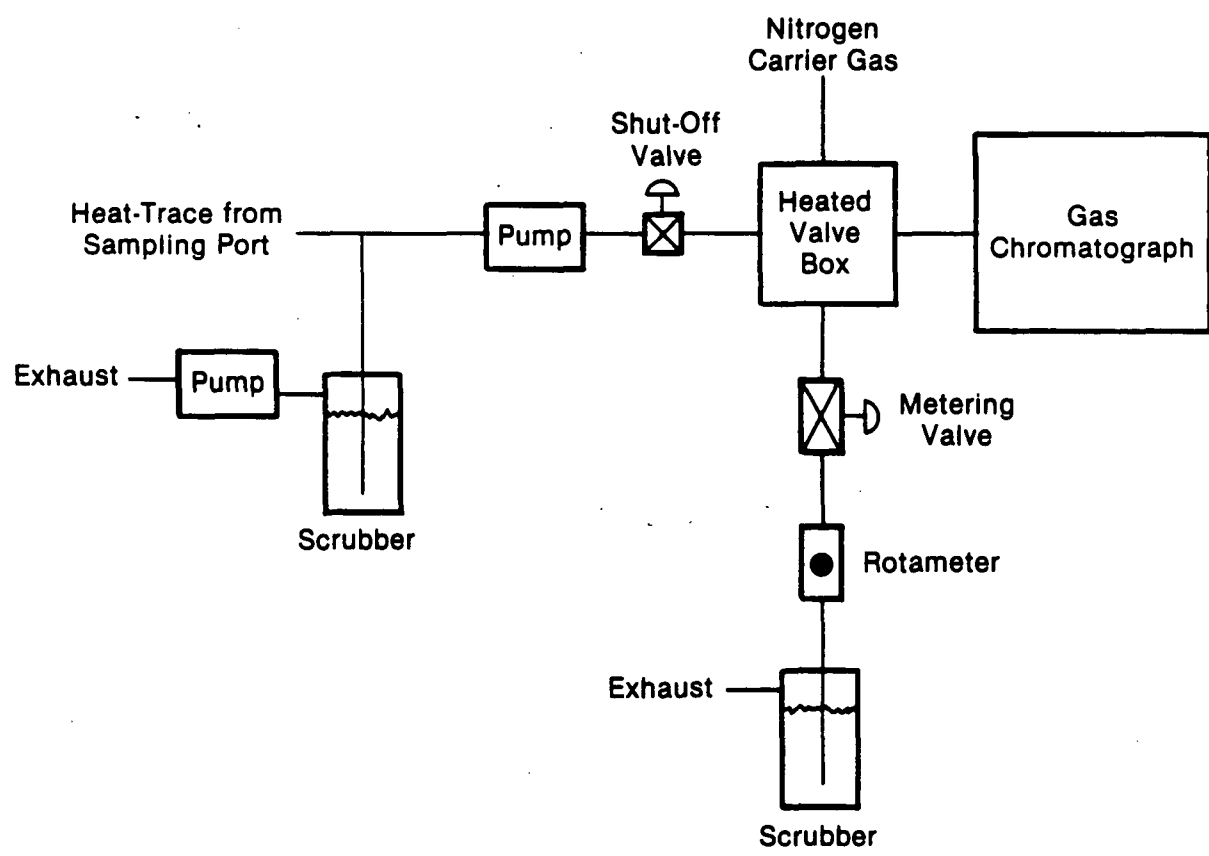 Nitrogen
Carrier Gas
Shut-Off
Valve
Heat-Trace from
Sampling Port
Pump
Heated
Valve
Box
Gas
Chromatograph
Exhaust
Pump
Metering
Valve
Scrubber
Rotameter
Exhaust
Scrubber